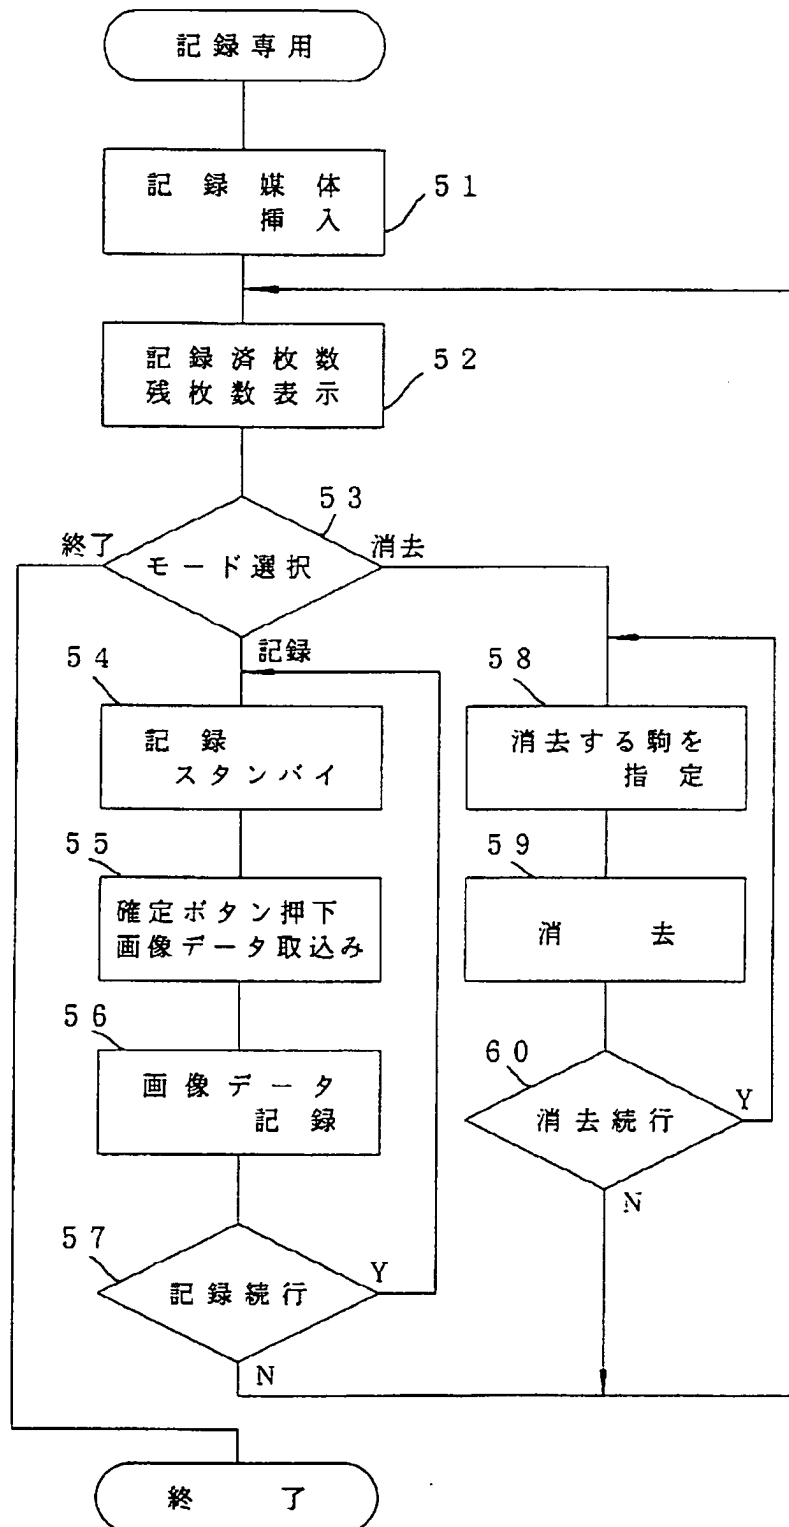 記録専用
記録媒体
挿入
51
記録済枚数
残枚数表示
52
53
終了
モード選択
消去
記録
54
記録
スタンバイ
55
確定ボタン押下
画像データ取込み
56
画像データ
記録
57
記録続行
Y
N
58
消去する駒を
指定
59
消去
60
消去続行
Y
N
終了